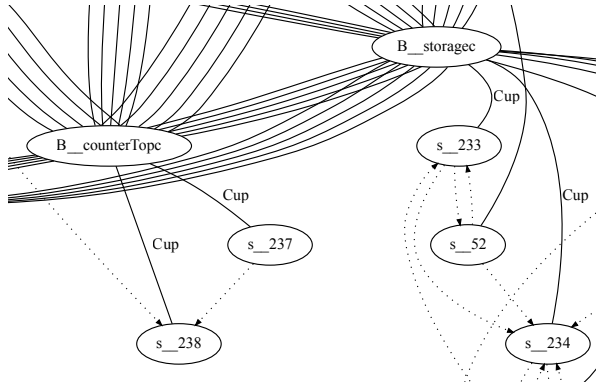 B__storagec
Cup
B__counterTopc
s__233
Cup
Cup
Cup
s__237
s__52
s__238
s__234